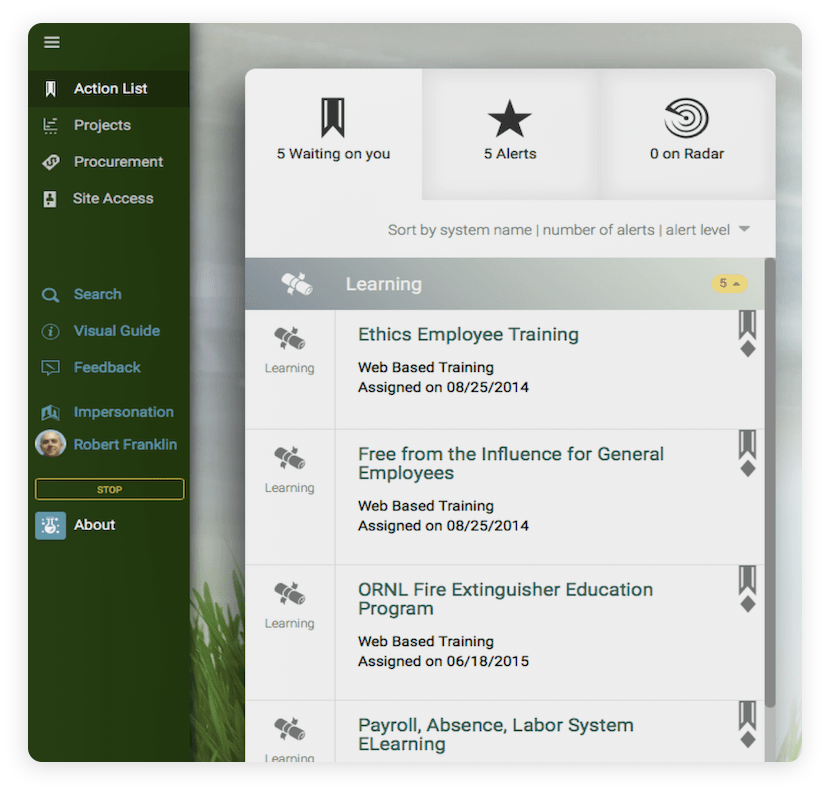 Action List
Projects
Procurement
Site Access
Search
Visual Guide
Feedback
Impersonation
Robert Franklin
STOP
About
5 Waiting on you
5 Alerts
0 on Radar
Sort by system name | number of alerts | alert level
Learning
5
Ethics Employee Training
Learning
Web Based Training
Assigned on 08/25/2014
Free from the Influence for General
Employees
Learning
Web Based Training
Assigned on 08/25/2014
ORNL Fire Extinguisher Education
Program
Learning
Web Based Training
Assigned on 06/18/2015
Payroll, Absence, Labor System
ELearning
Learning